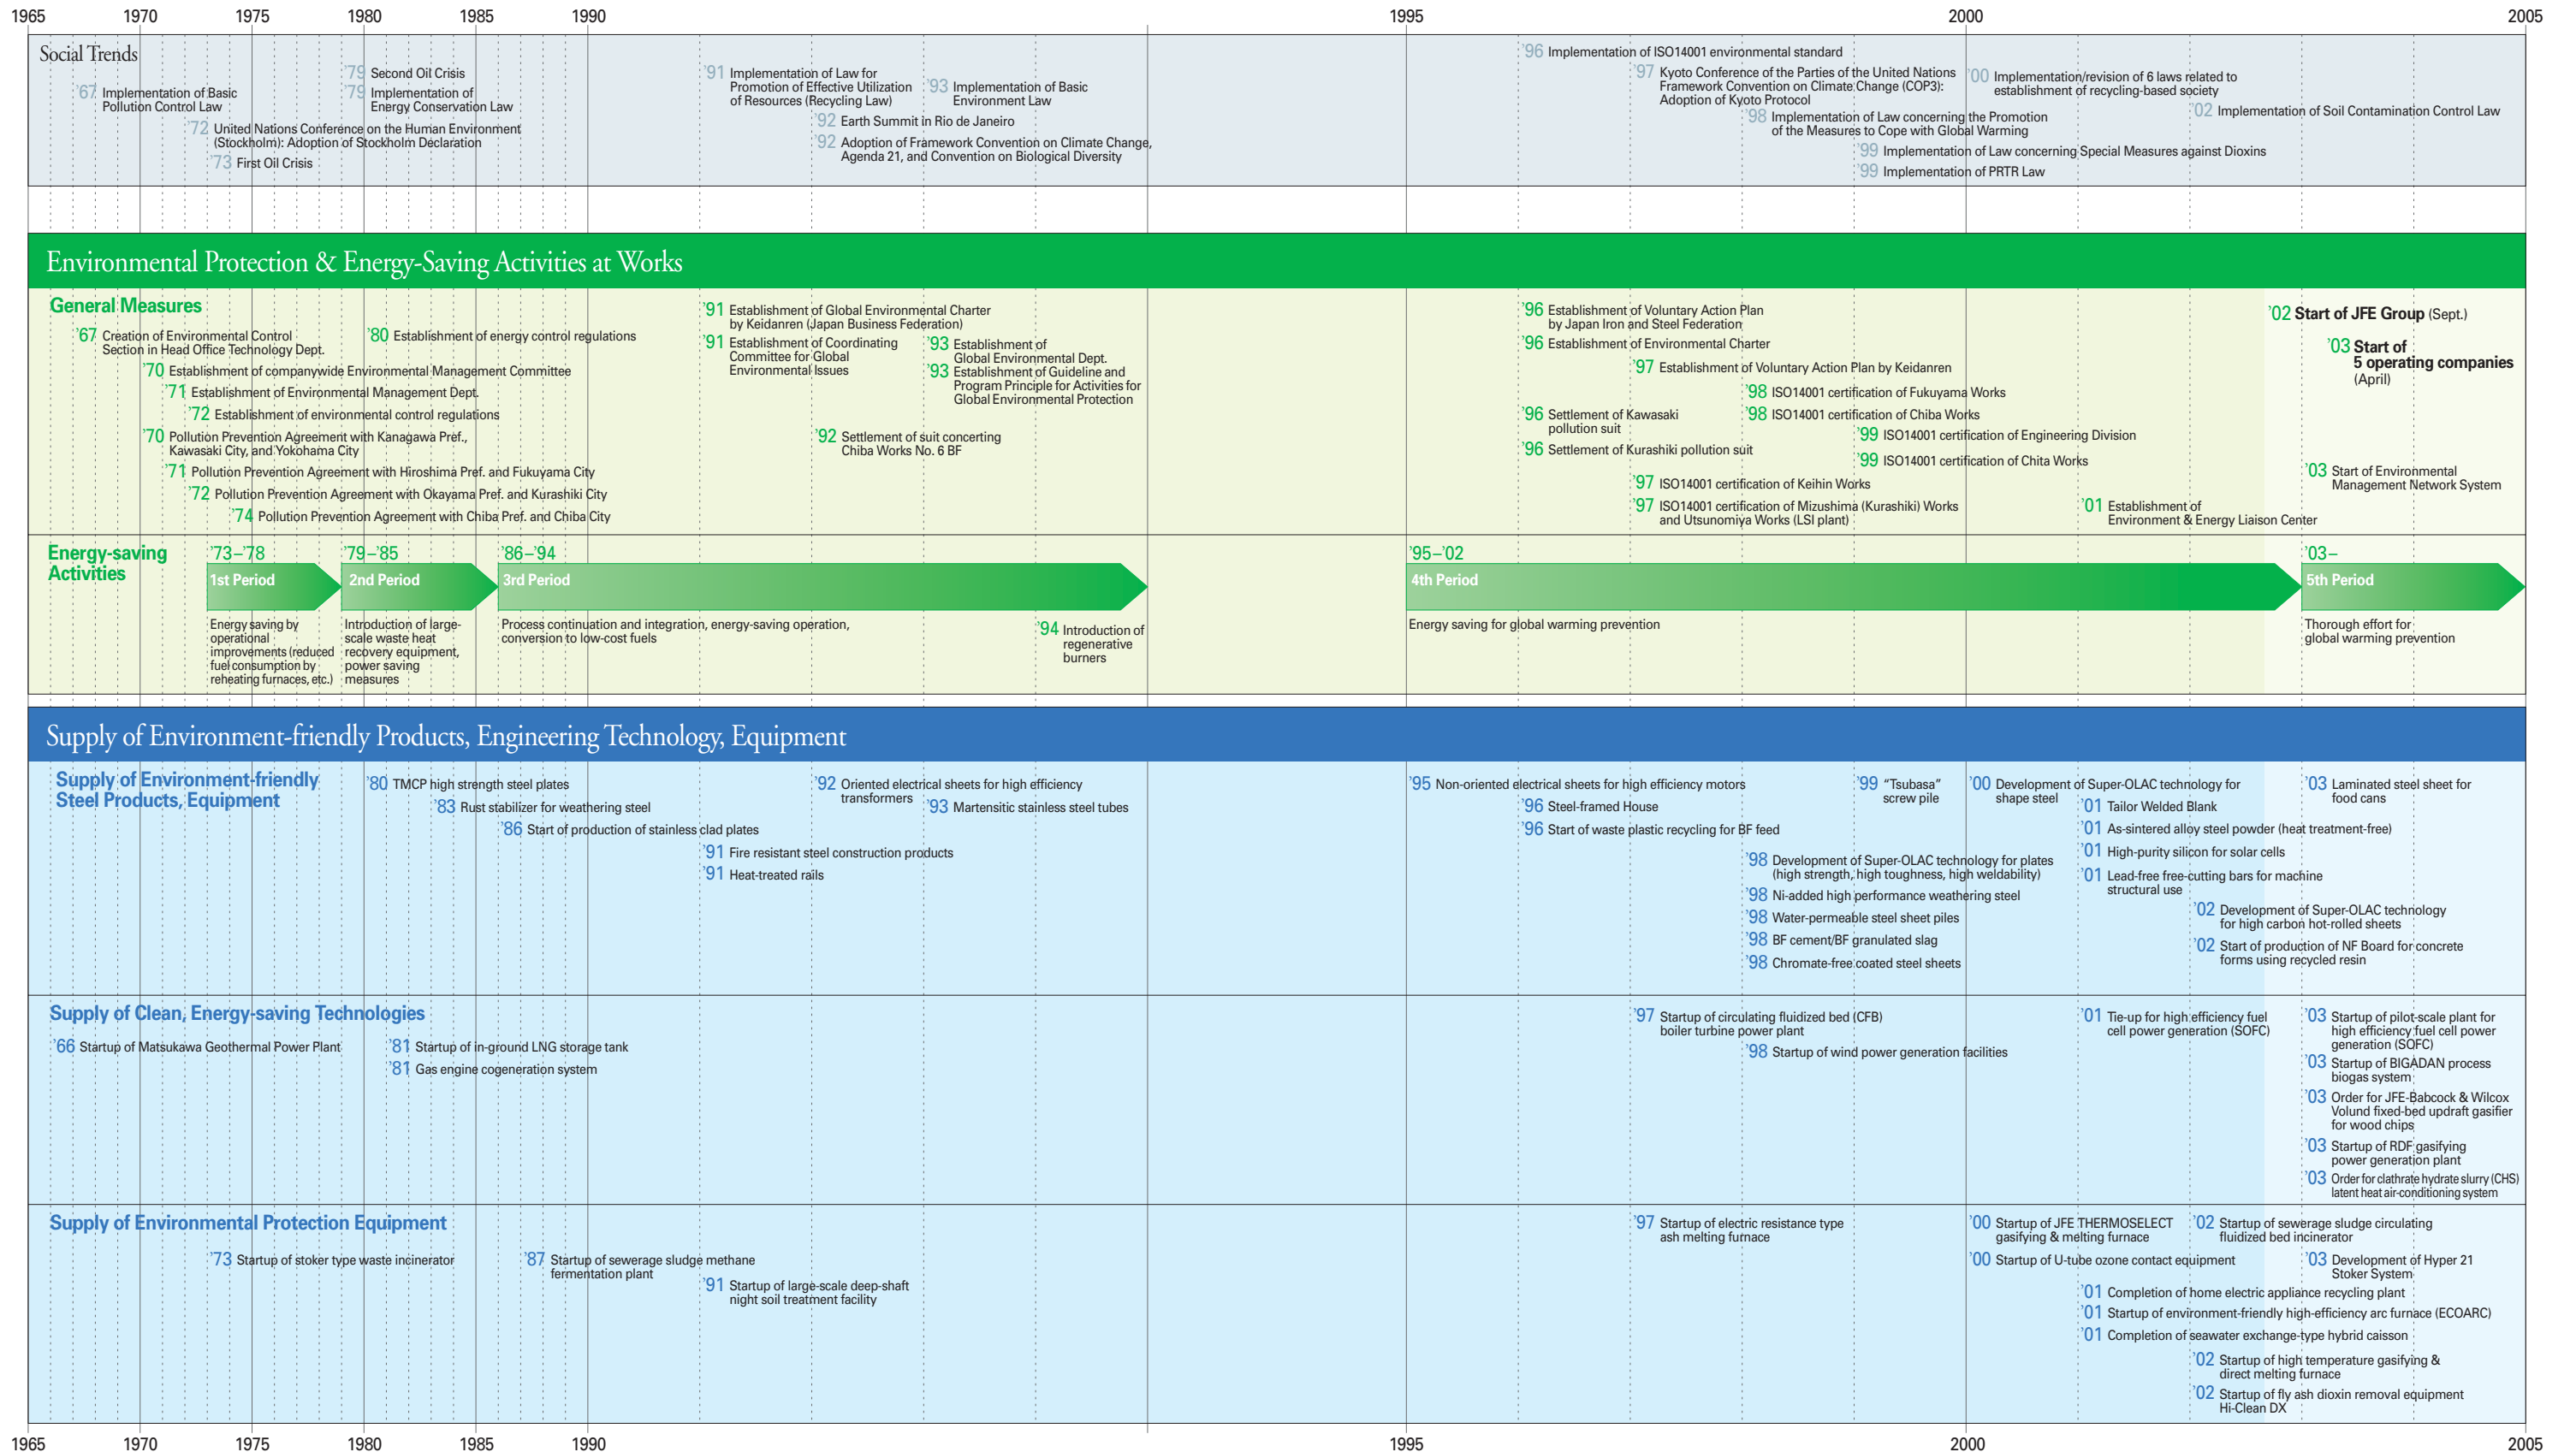 1965 1970 1975 1980 1985 1990 1995 2000 2005
Social Trends
'67 Implementation of Basic
Pollution Control Law
'72 United Nations Conference on the Human Environment
(Stockholm): Adoption of Stockholm Declaration
'73 First Oil Crisis
'79 Second Oil Crisis
'79 Implementation of
Energy Conservation Law
'91 Implementation of Law for
Promotion of Effective Utilization
of Resources (Recycling Law)
'92 Earth Summit in Rio de Janeiro
'92 Adoption of Framework Convention on Climate Change,
Agenda 21, and Convention on Biological Diversity
'93 Implementation of Basic
Environment Law
'96 Implementation of ISO14001 environmental standard
'97 Kyoto Conference of the Parties of the United Nations
Framework Convention on Climate Change (COP3):
Adoption of Kyoto Protocol
'98 Implementation of Law concerning the Promotion
of the Measures to Cope with Global Warming
'99 Implementation of Law concerning Special Measures against Dioxins
'99 Implementation of PRTR Law
'00 Implementation/revision of 6 laws related to
establishment of recycling-based society
'02 Implementation of Soil Contamination Control Law
Environmental Protection & Energy-Saving Activities at Works
General Measures
'67 Creation of Environmental Control
Section in Head Office Technology Dept.
'80 Establishment of energy control regulations
'70 Establishment of companywide Environmental Management Committee
'71 Establishment of Environmental Management Dept.
'72 Establishment of environmental control regulations
'70 Pollution Prevention Agreement with Kanagawa Pref.,
Kawasaki City, and Yokohama City
'71 Pollution Prevention Agreement with Hiroshima Pref. and Fukuyama City
'72 Pollution Prevention Agreement with Okayama Pref. and Kurashiki City
'74 Pollution Prevention Agreement with Chiba Pref. and Chiba City
'91 Establishment of Global Environmental Charter
by Keidanren (Japan Business Federation)
'91 Establishment of Coordinating
Committee for Global
Environmental Issues
'93 Establishment of
Global Environmental Dept.
'93 Establishment of Guideline and
Program Principle for Activities for
Global Environmental Protection
'92 Settlement of suit concerting
Chiba Works No. 6 BF
'96 Establishment of Voluntary Action Plan
by Japan Iron and Steel Federation
'96 Establishment of Environmental Charter
'97 Establishment of Voluntary Action Plan by Keidanren
'98 ISO14001 certification of Fukuyama Works
'96 Settlement of Kawasaki
pollution suit
'98 ISO14001 certification of Chiba Works
'99 ISO14001 certification of Engineering Division
'96 Settlement of Kurashiki pollution suit
'99 ISO14001 certification of Chita Works
'97 ISO14001 certification of Keihin Works
'97 ISO14001 certification of Mizushima (Kurashiki) Works
and Utsunomiya Works (LSI plant)
'01 Establishment of
Environment & Energy Liaison Center
'02 Start of JFE Group (Sept.)
'03 Start of
5 operating companies
(April)
'03 Start of Environmental
Management Network System
Energy-saving
Activities
'73–'78
1st Period
Energy saving by
operational
improvements (reduced
fuel consumption by
reheating furnaces, etc.)
'79–'85
2nd Period
Introduction of large-
scale waste heat
recovery equipment,
power saving
measures
'86–'94
3rd Period
Process continuation and integration, energy-saving operation,
conversion to low-cost fuels
'94 Introduction of
regenerative
burners
'95–'02
4th Period
Energy saving for global warming prevention
'03–
5th Period
Thorough effort for
global warming prevention
Supply of Environment-friendly Products, Engineering Technology, Equipment
Supply of Environment-friendly
Steel Products, Equipment
'80 TMCP high strength steel plates
'83 Rust stabilizer for weathering steel
'86 Start of production of stainless clad plates
'91 Fire resistant steel construction products
'91 Heat-treated rails
'92 Oriented electrical sheets for high efficiency
transformers
'93 Martensitic stainless steel tubes
'95 Non-oriented electrical sheets for high efficiency motors
'96 Steel-framed House
'96 Start of waste plastic recycling for BF feed
'98 Development of Super-OLAC technology for plates
(high strength, high toughness, high weldability)
'98 Ni-added high performance weathering steel
'98 Water-permeable steel sheet piles
'98 BF cement/BF granulated slag
'98 Chromate-free coated steel sheets
'99 “Tsubasa”
screw pile
'00 Development of Super-OLAC technology for
shape steel
'01 Tailor Welded Blank
'01 As-sintered alloy steel powder (heat treatment-free)
'01 High-purity silicon for solar cells
'01 Lead-free free-cutting bars for machine
structural use
'02 Development of Super-OLAC technology
for high carbon hot-rolled sheets
'02 Start of production of NF Board for concrete
forms using recycled resin
'03 Laminated steel sheet for
food cans
Supply of Clean, Energy-saving Technologies
'66 Startup of Matsukawa Geothermal Power Plant
'81 Startup of in-ground LNG storage tank
'81 Gas engine cogeneration system
'97 Startup of circulating fluidized bed (CFB)
boiler turbine power plant
'98 Startup of wind power generation facilities
'01 Tie-up for high efficiency fuel
cell power generation (SOFC)
'03 Startup of pilot-scale plant for
high efficiency fuel cell power
generation (SOFC)
'03 Startup of BIGADAN process
biogas system
'03 Order for JFE-Babcock & Wilcox
Volund fixed-bed updraft gasifier
for wood chips
'03 Startup of RDF gasifying
power generation plant
'03 Order for clathrate hydrate slurry (CHS)
latent heat air-conditioning system
Supply of Environmental Protection Equipment
'73 Startup of stoker type waste incinerator
'87 Startup of sewerage sludge methane
fermentation plant
'91 Startup of large-scale deep-shaft
night soil treatment facility
'97 Startup of electric resistance type
ash melting furnace
'00 Startup of JFE THERMOSELECT
gasifying & melting furnace
'02 Startup of sewerage sludge circulating
fluidized bed incinerator
'00 Startup of U-tube ozone contact equipment
'03 Development of Hyper 21
Stoker System
'01 Completion of home electric appliance recycling plant
'01 Startup of environment-friendly high-efficiency arc furnace (ECOARC)
'01 Completion of seawater exchange-type hybrid caisson
'02 Startup of high temperature gasifying &
direct melting furnace
'02 Startup of fly ash dioxin removal equipment
Hi-Clean DX
1965 1970 1975 1980 1985 1990 1995 2000 2005